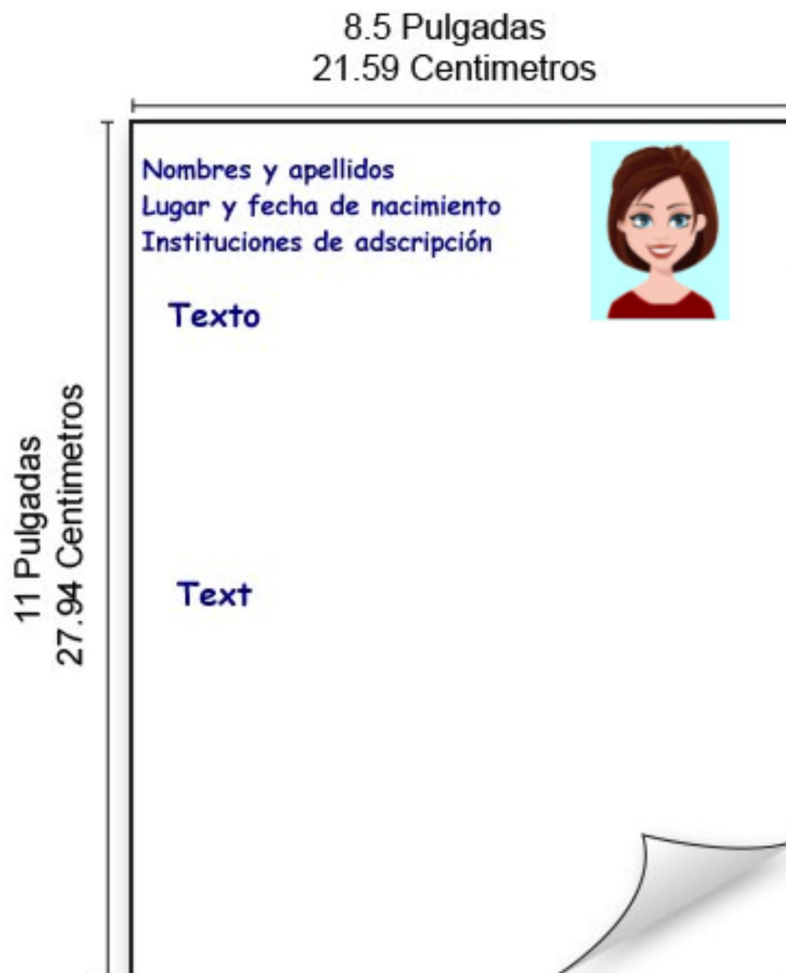 8.5 Pulgadas
21.59 Centimetros
Nombres y apellidos
Lugar y fecha de nacimiento
Instituciones de adscripción
Texto
11 Pulgadas
27.94 Centimetros
Text